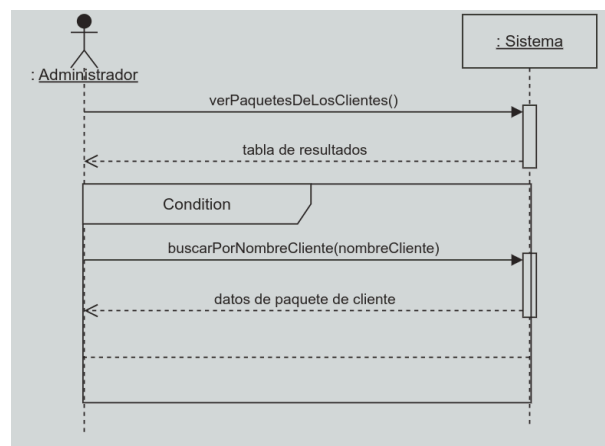 : Sistema
: Administrador
verPaquetesDeLosClientes()
tabla de resultados
Condition
buscarPorNombreCliente(nombreCliente)
datos de paquete de cliente